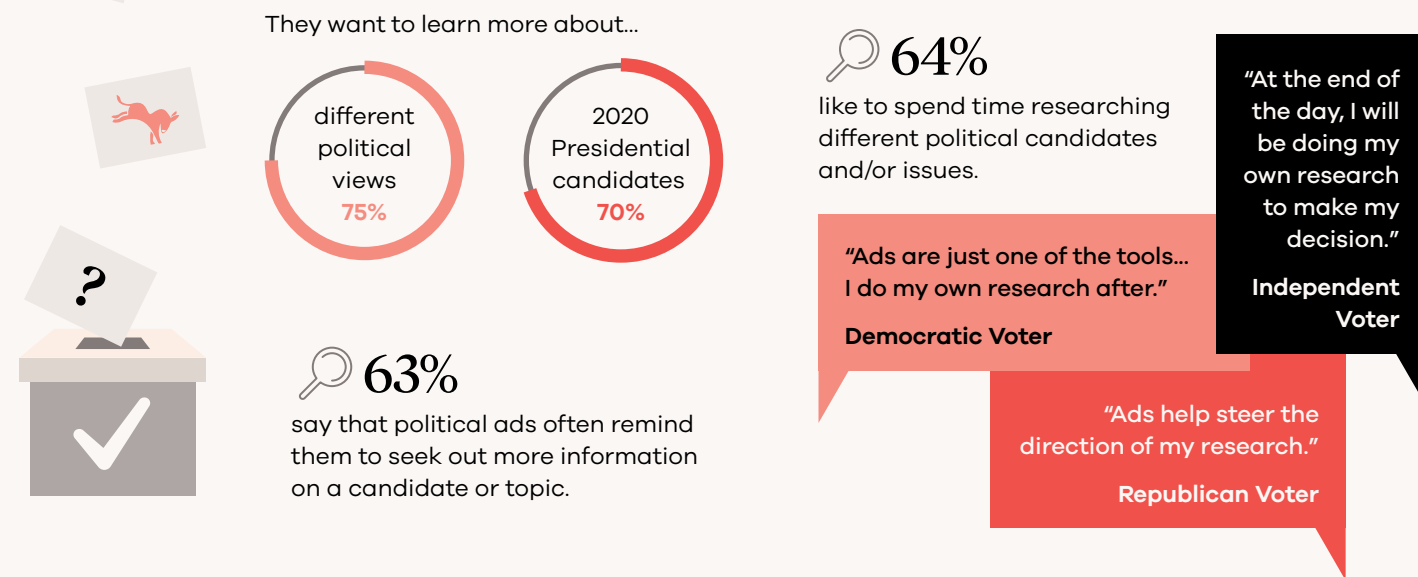 They want to learn more about...
different
political
views
75%
2020
Presidential
candidates
70%
?
63%
say that political ads often remind
them to seek out more information
on a candidate or topic.
64%
like to spend time researching
different political candidates
and/or issues.
“Ads are just one of the tools...
I do my own research after.”
Democratic Voter
“At the end of
the day, I will
be doing my
own research
to make my
decision.”
Independent
Voter
“Ads help steer the
direction of my research.”
Republican Voter